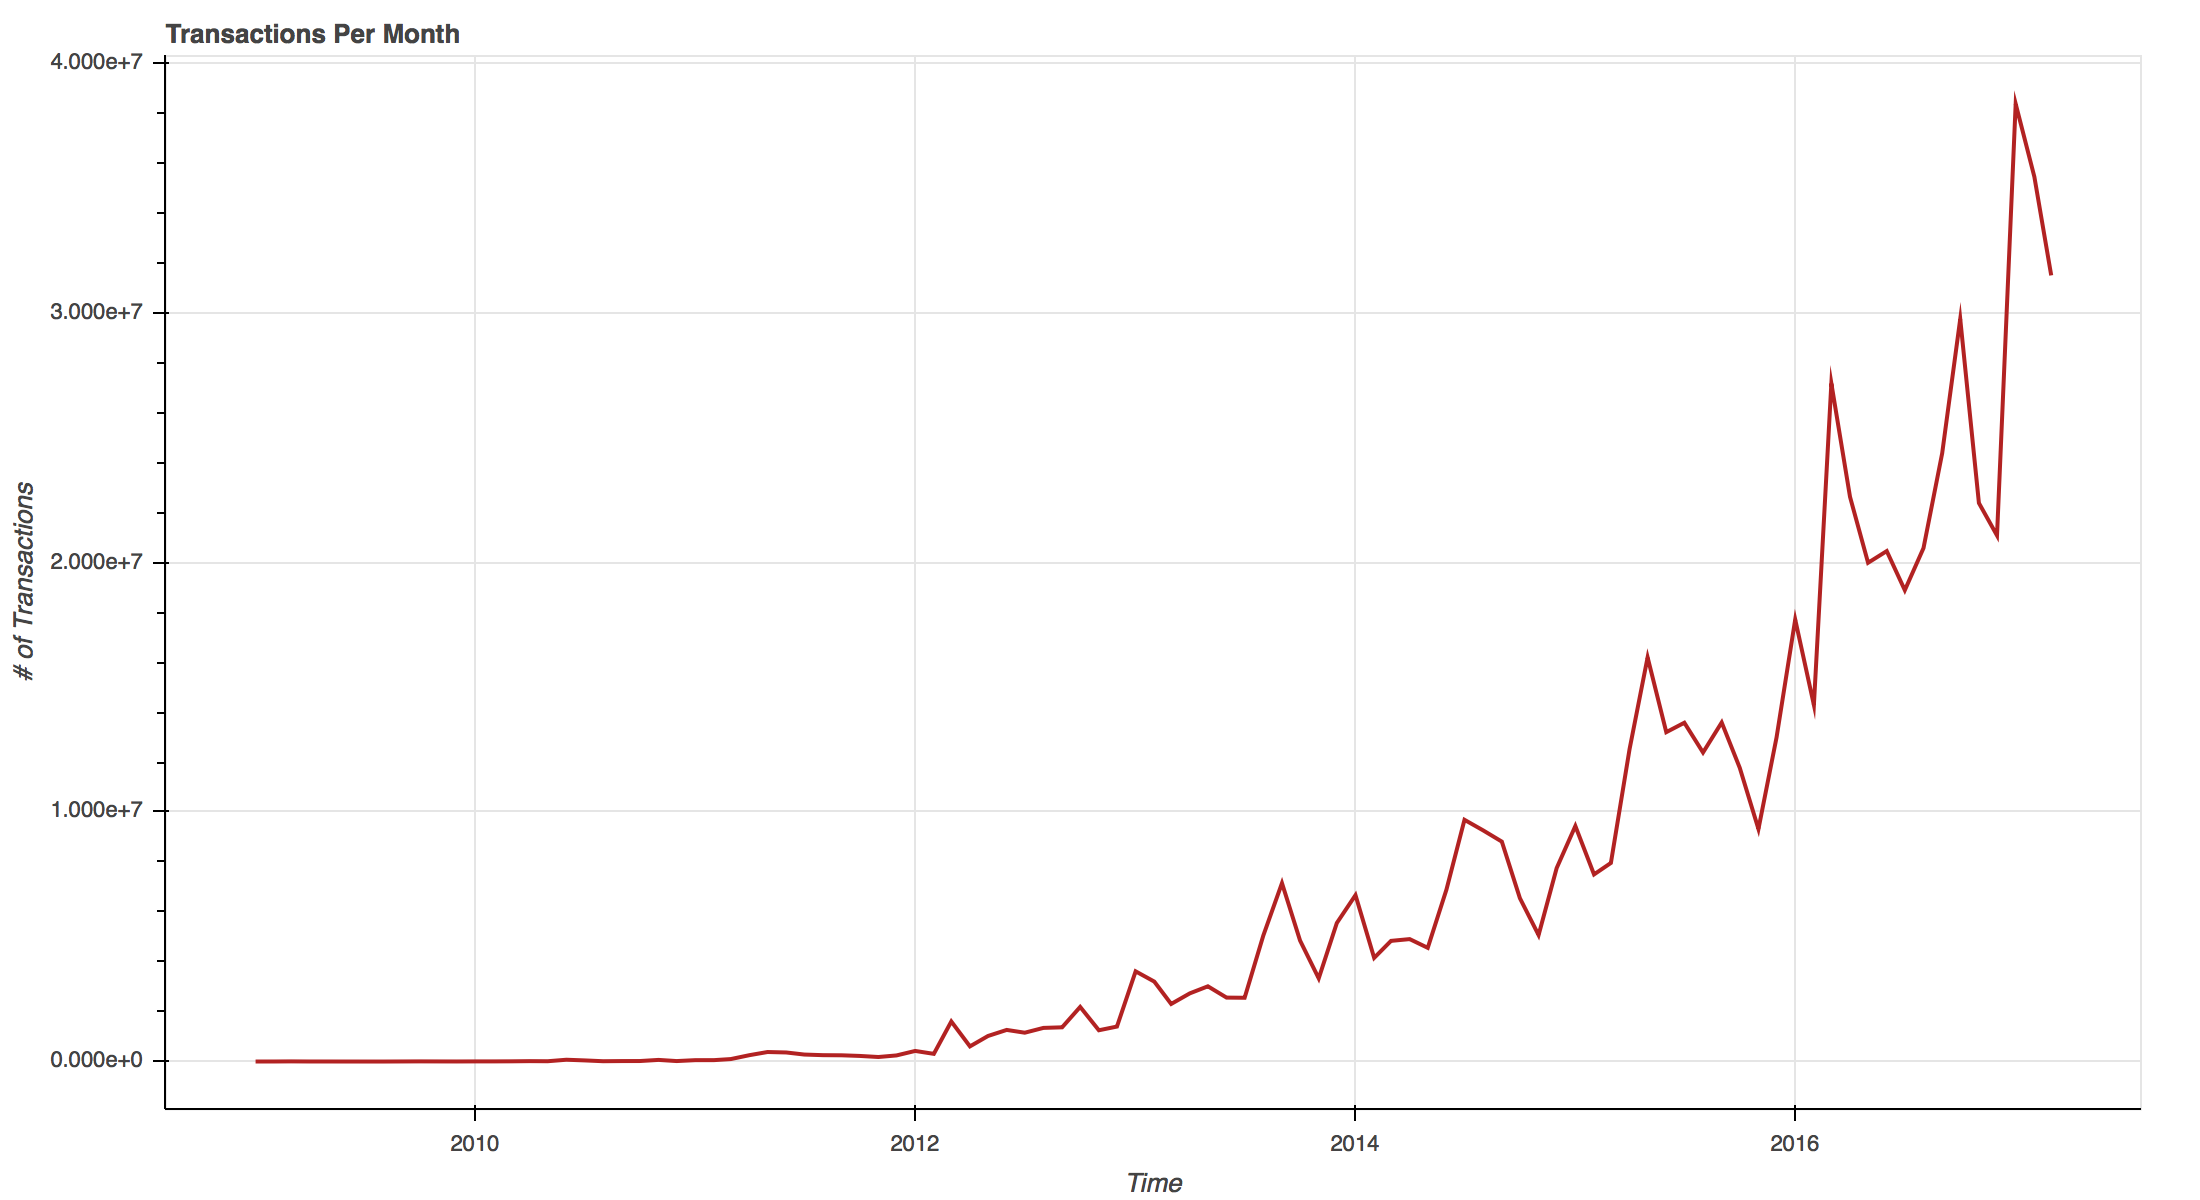 Transactions Per Month
4.000e+7
3.000e+7
2.000e+7
1.000e+7
0.000e+0
# of Transactions
2010
2012
2014
2016
Time